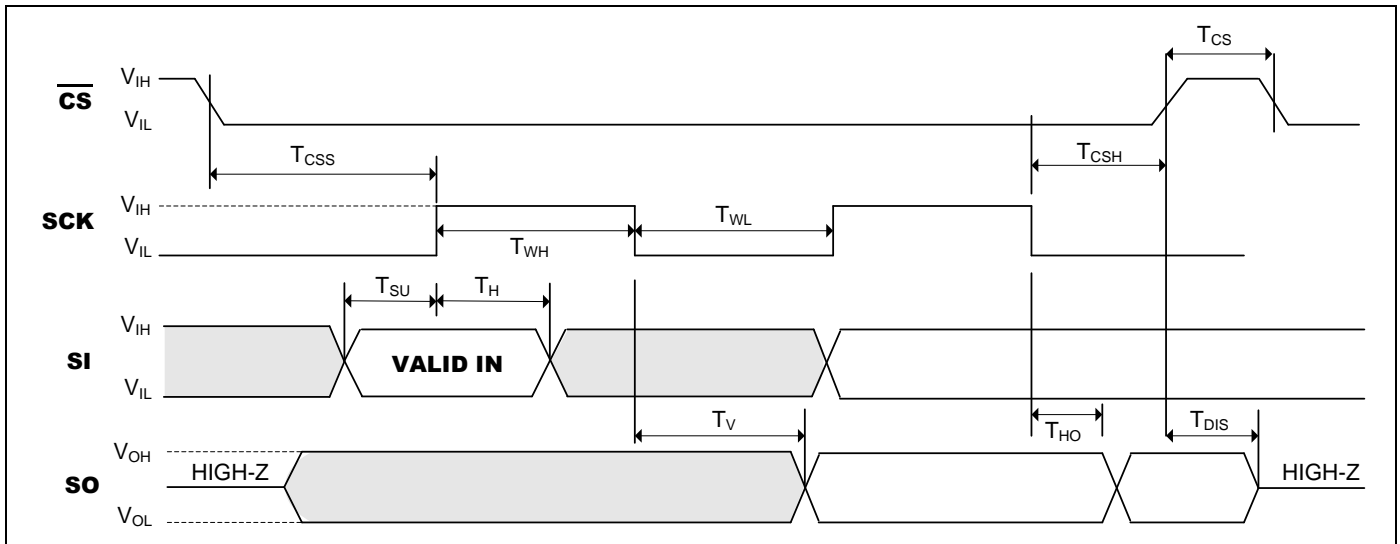 T_CS
V_IH
CS
V_IL
T_CSS
T_CSH
V_IH
SCK
T_WL
V_IL
T_WH
T_SU
T_H
V_IH
SI
VALID IN
V_IL
T_V
T_HO
T_DIS
V_OH
HIGH-Z
SO
HIGH-Z
V_OL